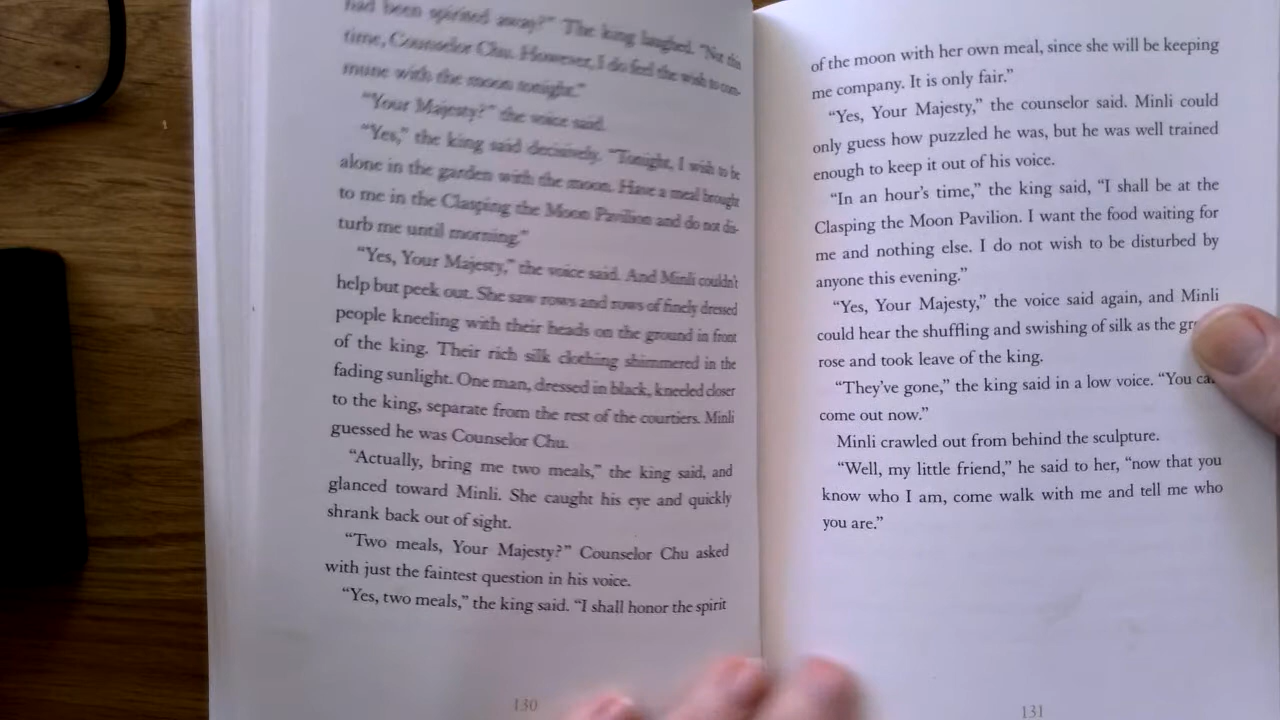 had been spirited away?” The king laughed. “Not this
time, Counselor Chu. However, I do feel the wish to com-
mune with the moon tonight.”
“Your Majesty?” the voice said.
“Yes,” the king said decisively. “Tonight, I wish to be
alone in the garden with the moon. Have a meal brought
to me in the Clasping the Moon Pavilion and do not dis-
turb me until morning.”
“Yes, Your Majesty,” the voice said. And Minli couldn’t
help but peek out. She saw rows and rows of finely dressed
people kneeling with their heads on the ground in front
of the king. Their rich silk clothing shimmered in the
fading sunlight. One man, dressed in black, kneeled closer
to the king, separate from the rest of the courtiers. Minli
guessed he was Counselor Chu.
“Actually, bring me two meals,” the king said, and
glanced toward Minli. She caught his eye and quickly
shrank back out of sight.
“Two meals, Your Majesty?” Counselor Chu asked
with just the faintest question in his voice.
“Yes, two meals,” the king said. “I shall honor the spirit
130
of the moon with her own meal, since she will be keeping
me company. It is only fair.”
“Yes, Your Majesty,” the counselor said. Minli could
only guess how puzzled he was, but he was well trained
enough to keep it out of his voice.
“In an hour’s time,” the king said, “I shall be at the
Clasping the Moon Pavilion. I want the food waiting for
me and nothing else. I do not wish to be disturbed by
anyone this evening.”
“Yes, Your Majesty,” the voice said again, and Minli
could hear the shuffling and swishing of silk as the
rose and took leave of the king.
“They’ve gone,” the king said in a low voice. “You can
come out now.”
Minli crawled out from behind the sculpture.
“Well, my little friend,” he said to her, “now that you
know who I am, come walk with me and tell me who
you are.”
131